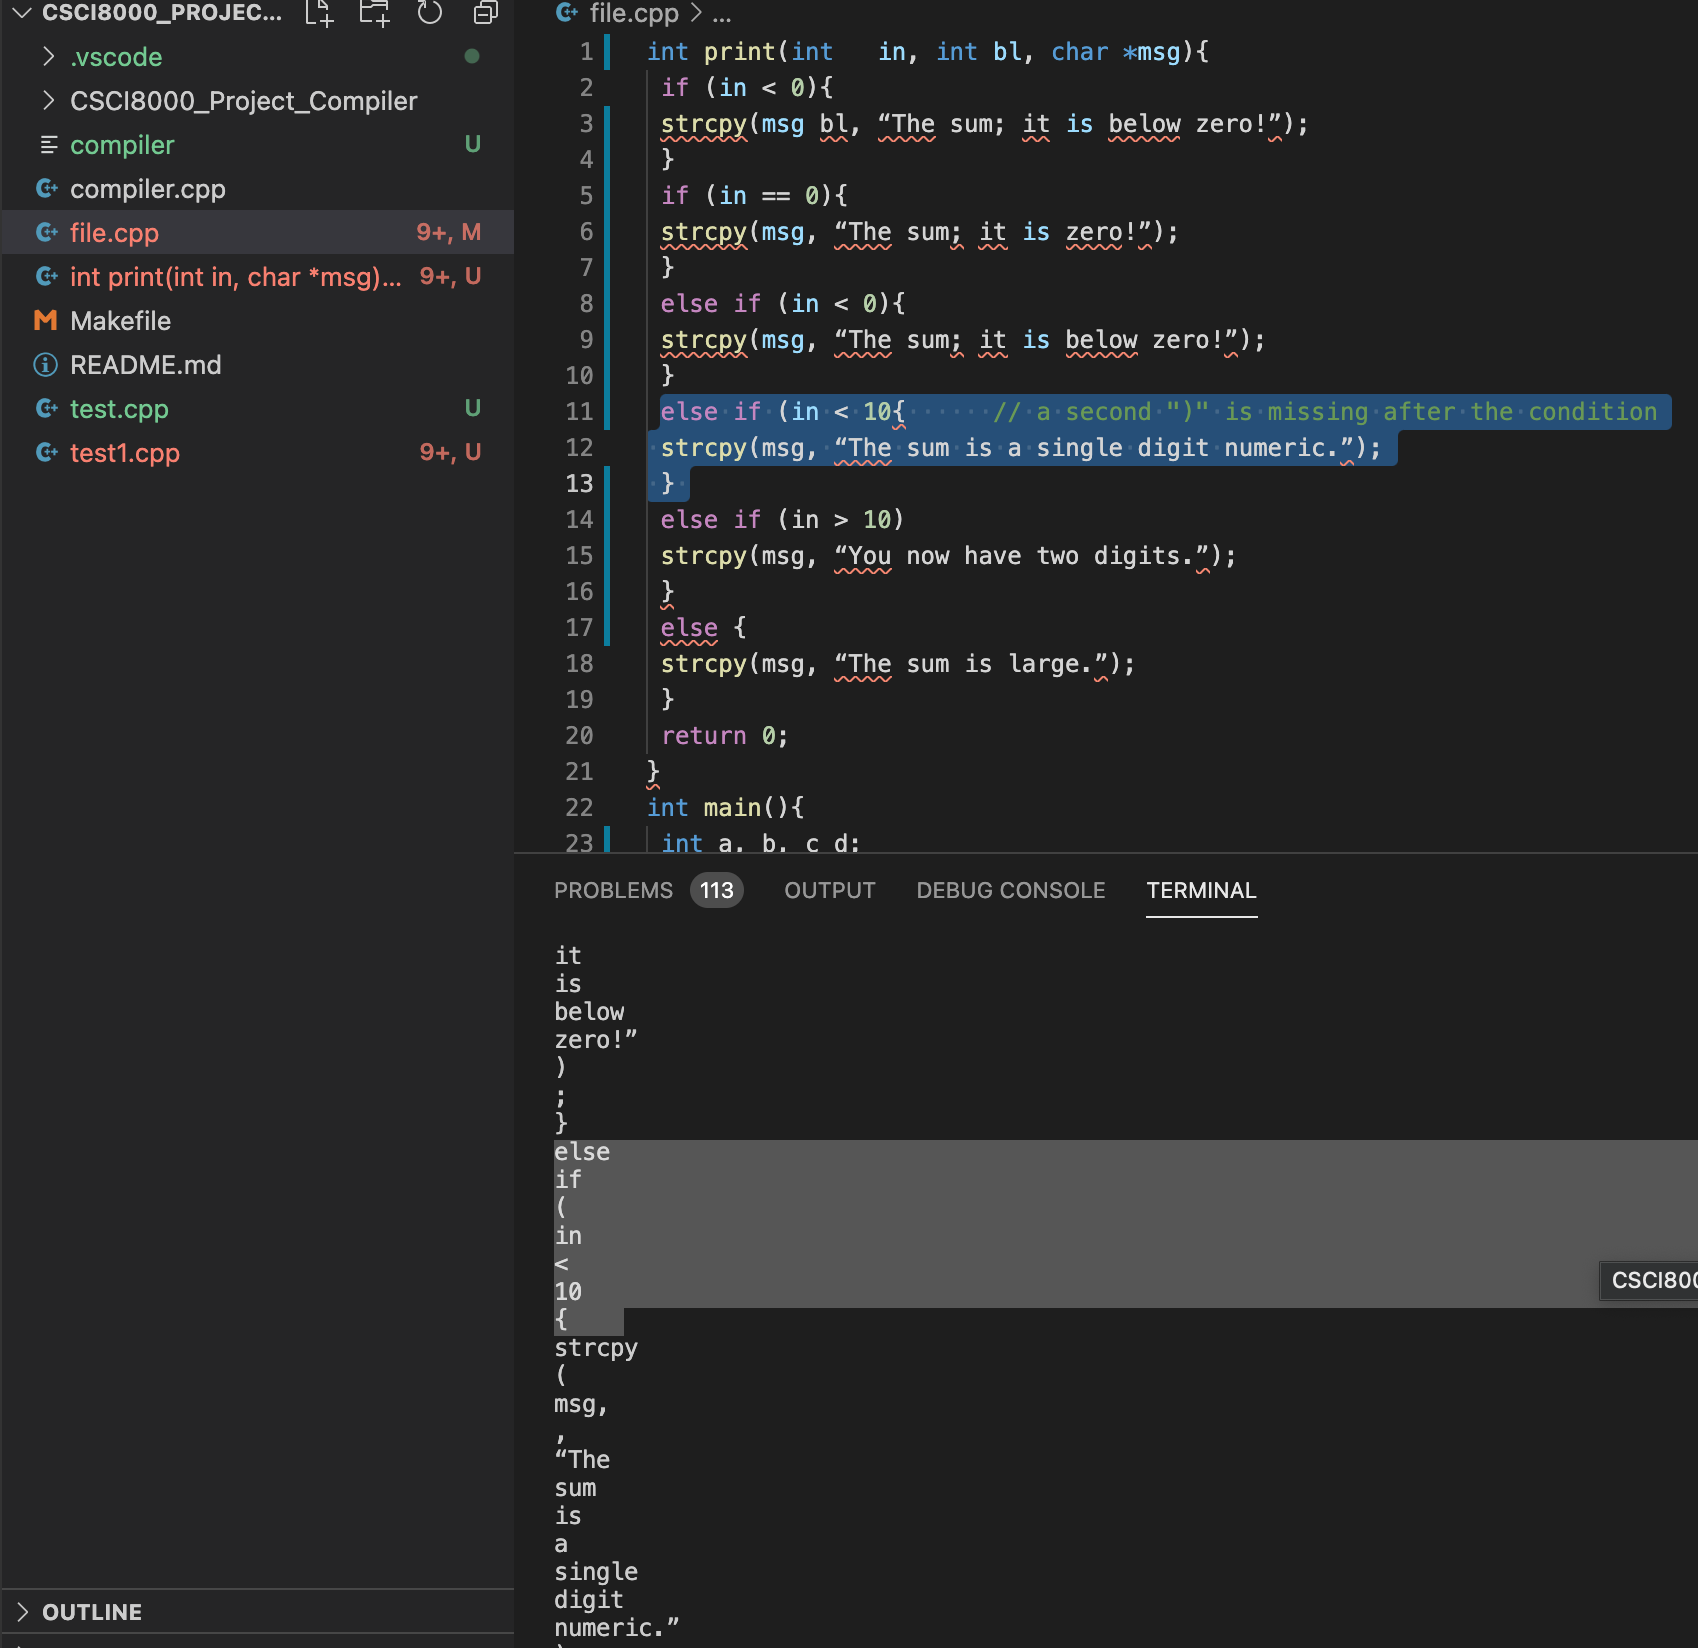 CSCI8000_PROJEC...
.vscode
CSCI8000_Project_Compiler
compiler U
compiler.cpp
file.cpp 9+, M
int print(int in, char *msg)... 9+, U
Makefile
README.md
test.cpp U
test1.cpp 9+, U
OUTLINE
file.cpp > ...
1 int print(int   in, int bl, char *msg){
2 if (in < 0){
3 strcpy(msg bl, “The sum; it is below zero!”);
4 }
5 if (in == 0){
6 strcpy(msg, “The sum; it is zero!”);
7 }
8 else if (in < 0){
9 strcpy(msg, “The sum; it is below zero!”);
10 }
11 else if (in < 10{      // a second ")" is missing after the condition
12 strcpy(msg, “The sum is a single digit numeric.”);
13 }
14 else if (in > 10)
15 strcpy(msg, “You now have two digits.”);
16 }
17 else {
18 strcpy(msg, “The sum is large.”);
19 }
20 return 0;
21 }
22 int main(){
23 int a, b, c d;
PROBLEMS 113 OUTPUT DEBUG CONSOLE TERMINAL
it
is
below
zero!”
)
;
}
else
if
(
in
<
10
{
strcpy
(
msg,
,
“The
sum
is
a
single
digit
numeric.”
CSCI800